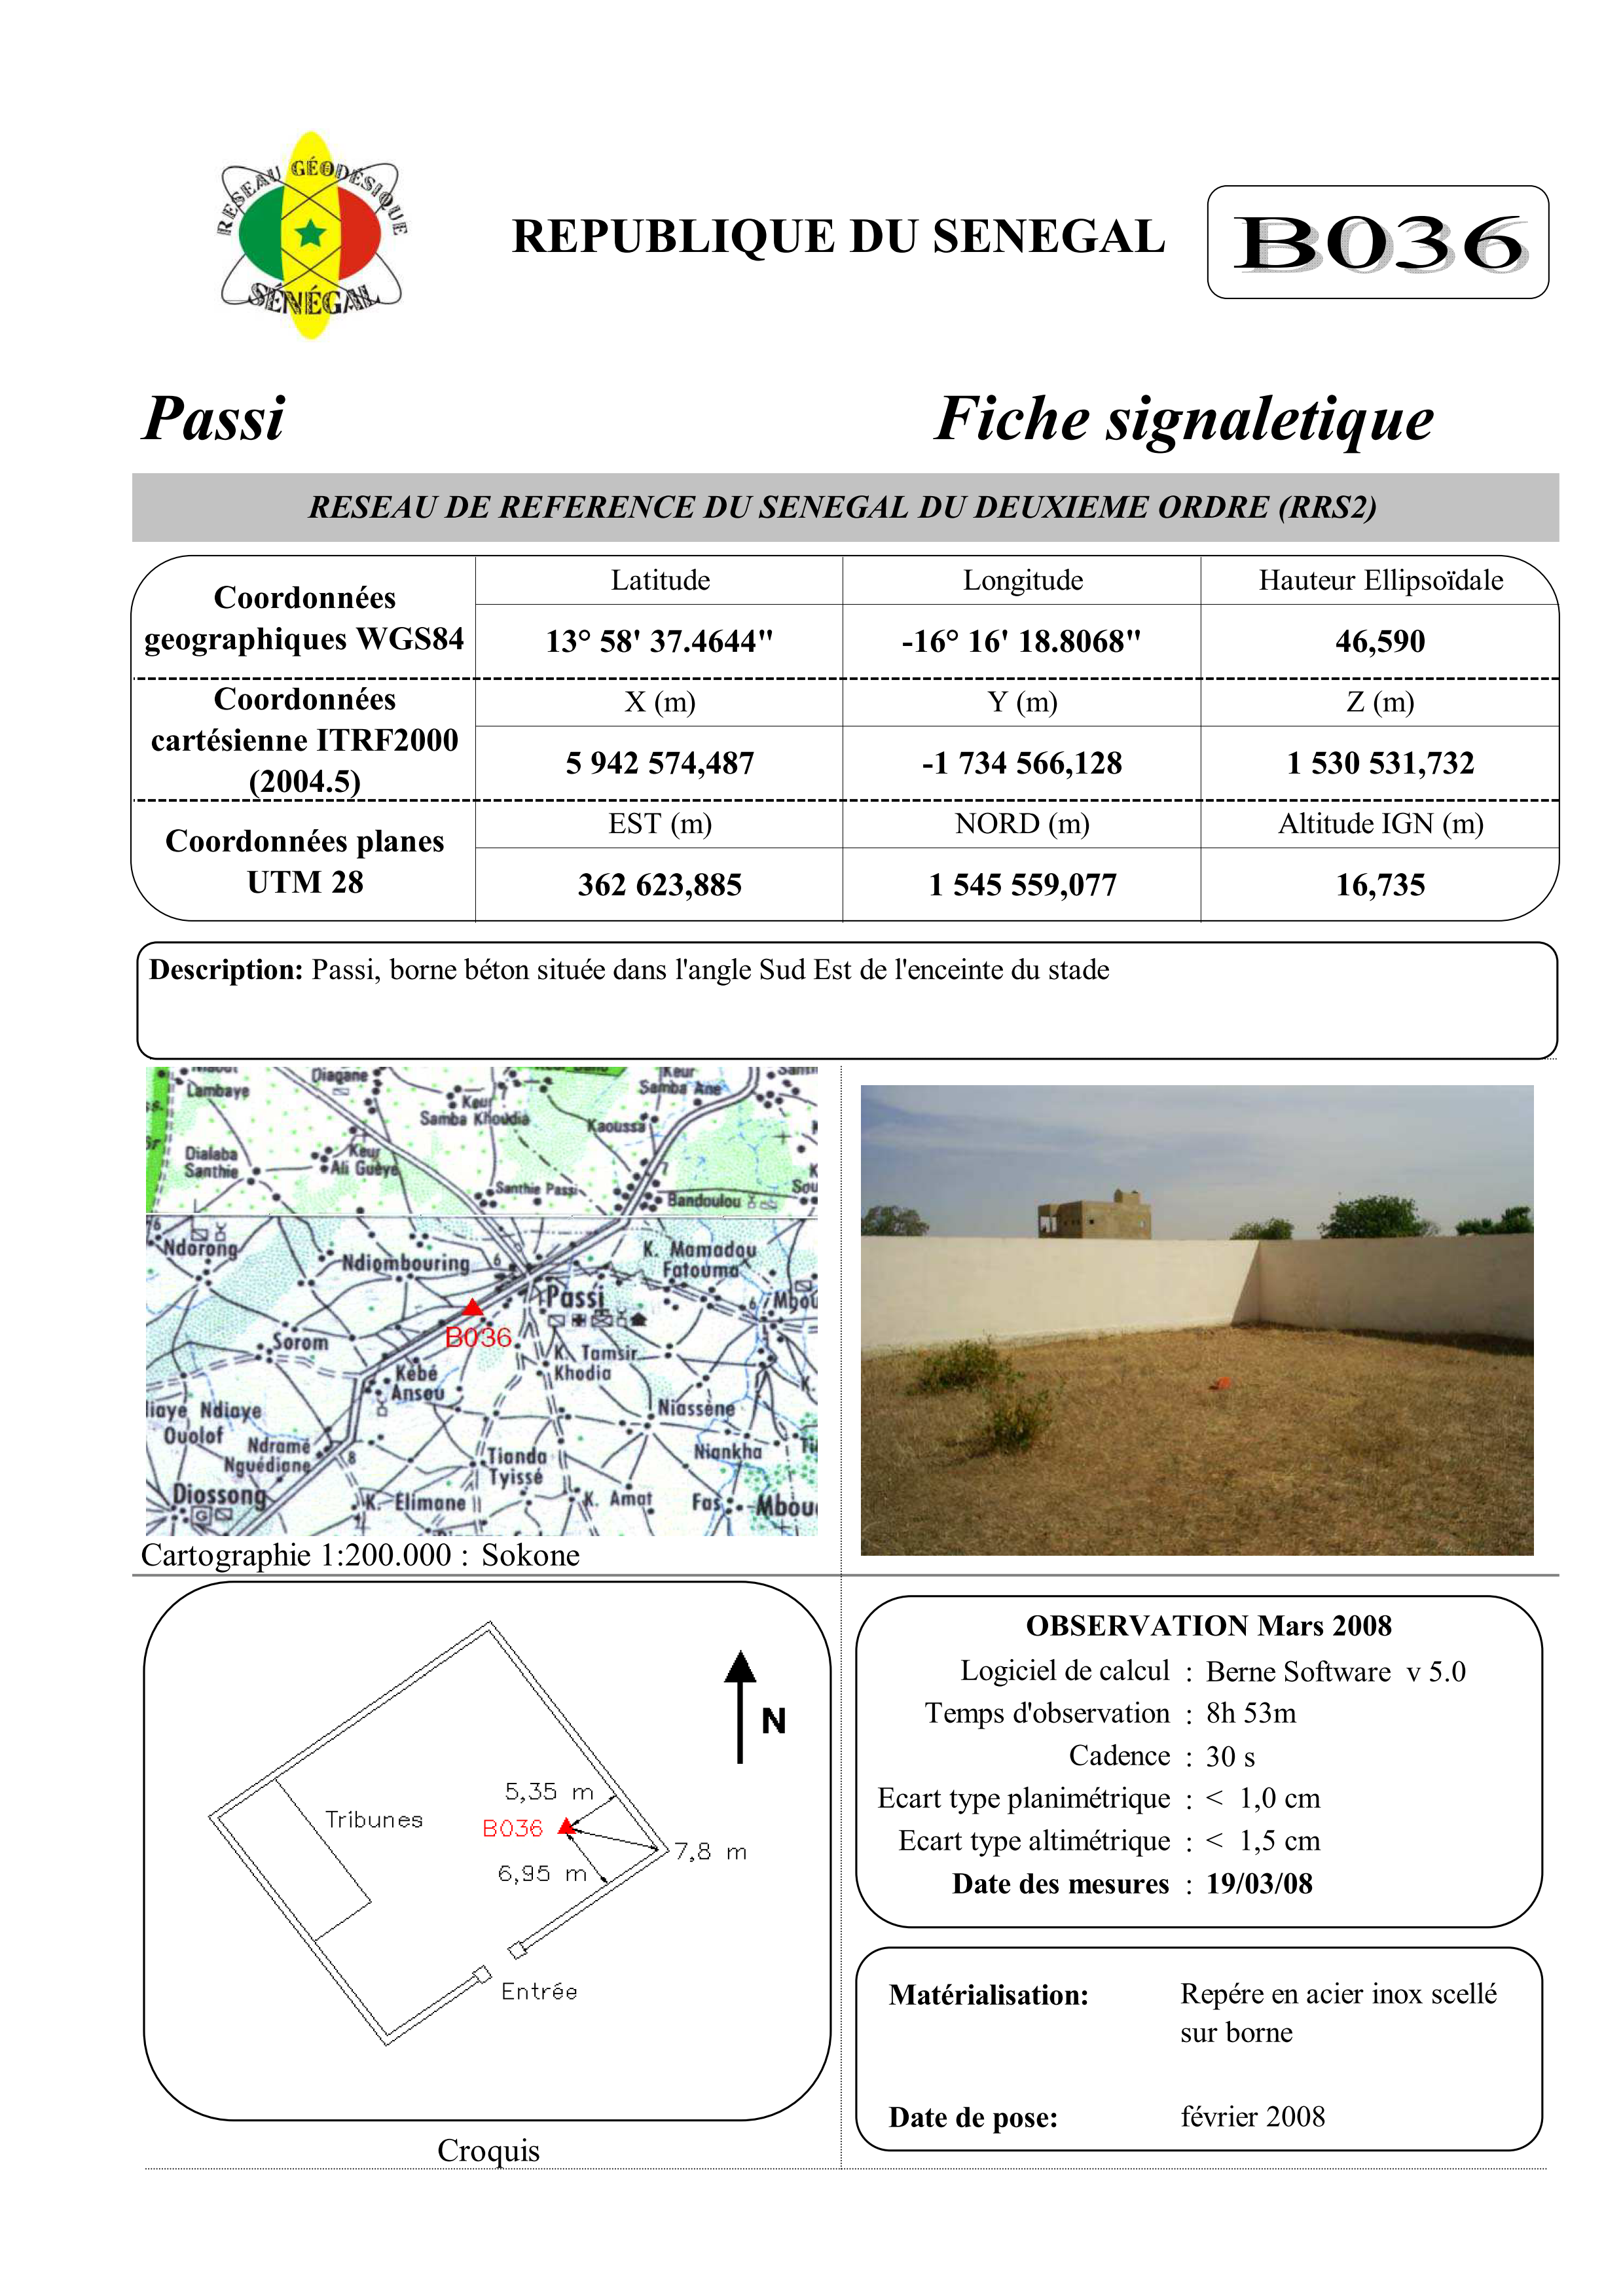 RESEAU GÉODÉSIQUE
SÉNÉGAL
REPUBLIQUE DU SENEGAL
B036
Passi
Fiche signaletique
RESEAU DE REFERENCE DU SENEGAL DU DEUXIEME ORDRE (RRS2)
Coordonnées
geographiques WGS84
Latitude
Longitude
Hauteur Ellipsoïdale
13° 58' 37.4644"
-16° 16' 18.8068"
46,590
Coordonnées
cartésienne ITRF2000
(2004.5)
X (m)
Y (m)
Z (m)
5 942 574,487
-1 734 566,128
1 530 531,732
Coordonnées planes
UTM 28
EST (m)
NORD (m)
Altitude IGN (m)
362 623,885
1 545 559,077
16,735
Description: Passi, borne béton située dans l'angle Sud Est de l'enceinte du stade
Lambaye
Diagane
Keur
Samba Khoudia
Keur
Samba Ane
Kaoussa
Dialaba
Santhie
Keur
Ali Guèye
Santhie Passi
7
Bandoulou
6
Ndorong
Ndiombouring
6
K. Mamadou
Fatouma
Passi
6
B036
Sorom
K. Tamsir
Khodia
Kébé
Ansou
Ndiaye
Ouolof
Niassène
Ndramé
Nguédiane
8
Niankha
Tianda
Tyissé
Diossong
G
K. Elimane
K. Amat
Fas
Cartographie 1:200.000 : Sokone
N
5,35 m
Tribunes
B036
7,8 m
6,95 m
Entrée
Croquis
OBSERVATION Mars 2008
Logiciel de calcul : Berne Software v 5.0
Temps d'observation : 8h 53m
Cadence : 30 s
Ecart type planimétrique : < 1,0 cm
Ecart type altimétrique : < 1,5 cm
Date des mesures : 19/03/08
Matérialisation: Repére en acier inox scellé
sur borne
Date de pose: février 2008